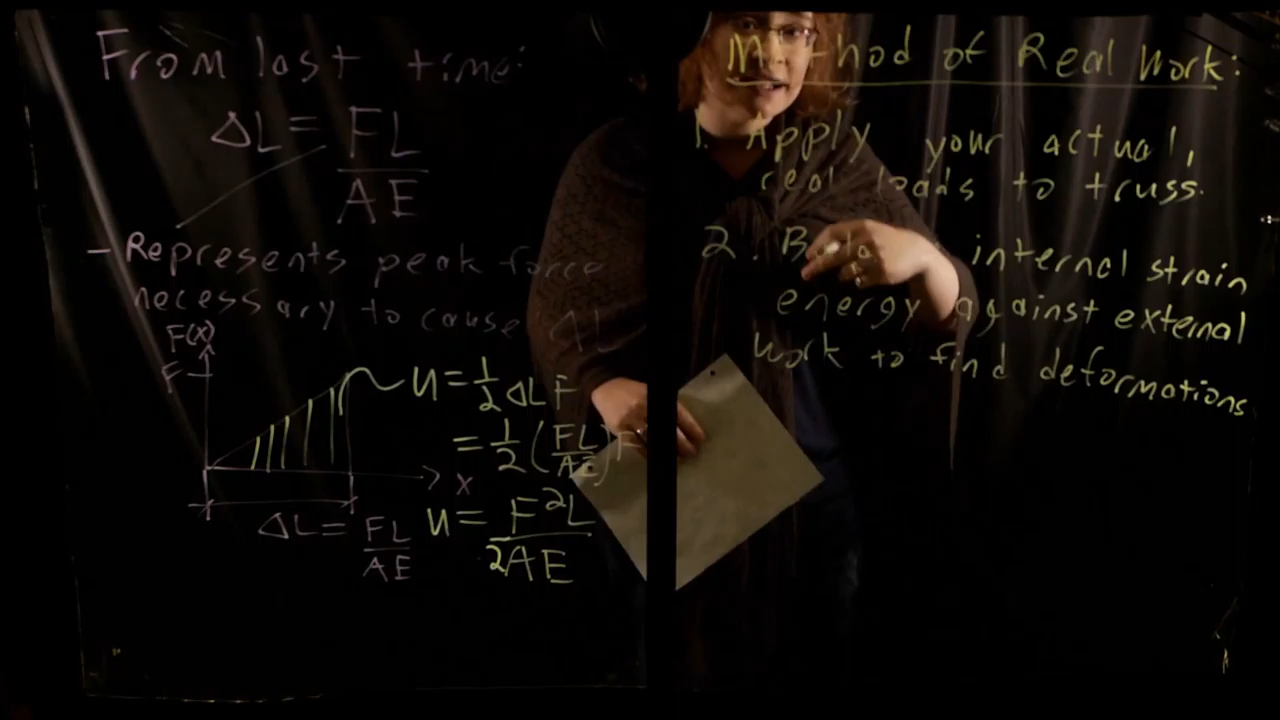 From last time:
ΔL = FL/AE
- Represents peak force
necessary to cause ΔL
F(x)
F
x
ΔL = FL/AE
u = 1/2 ΔL F
= 1/2 (FL/AE) F
u = F²L/2AE
Method of Real Work:
1. Apply your actual,
real loads to truss.
2. internal strain
energy against external
work to find deformations